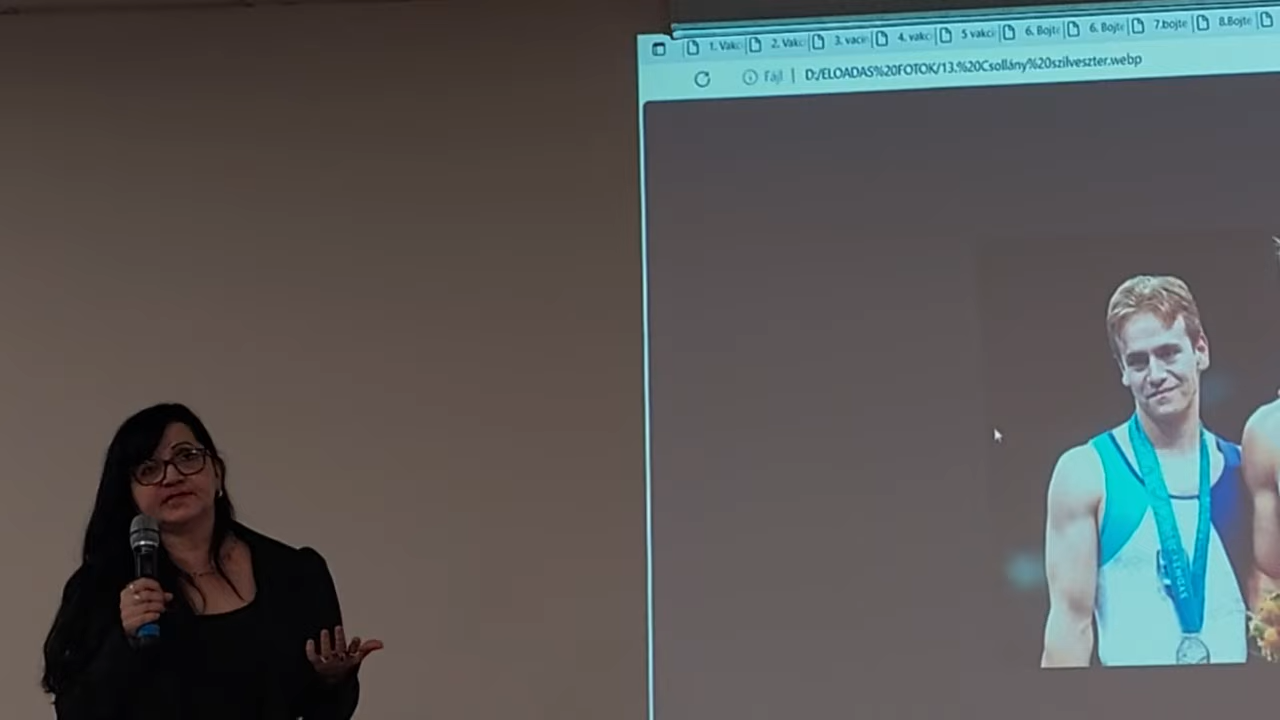 1. Vakc 2. Vakc 3. vaci 4. vakc 5 vakci 6. Bojte 6. Bojte 7.bojte 8.Bojte
Fájl | D:/ELOADAS%20FOTOK/13.%20Csollány%20szilveszter.webp